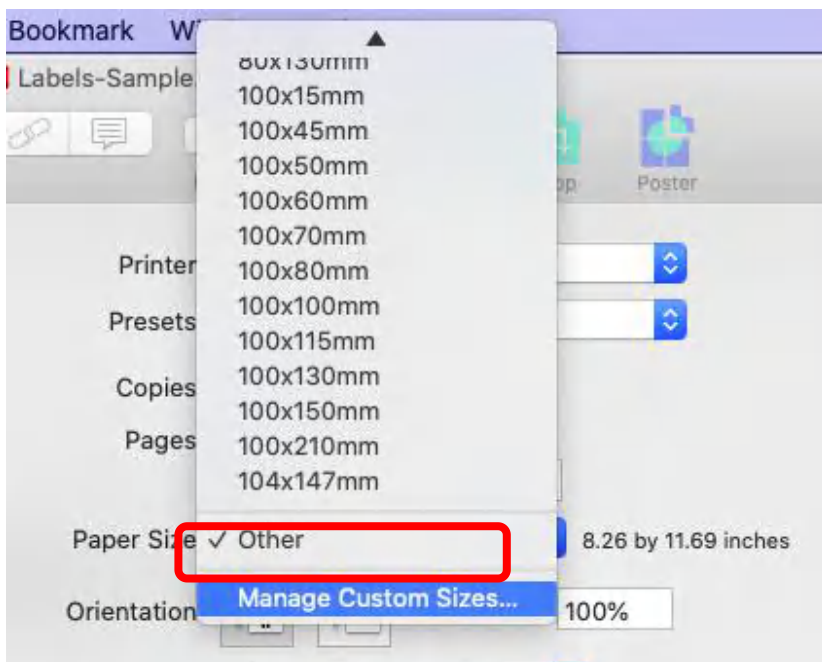 Bookmark W
Labels-Sample
80x130mm
100x15mm
100x45mm
100x50mm
op Poster
100x60mm
100x70mm
Printer
100x80mm
100x100mm
Presets
100x115mm
100x130mm
Copies
100x150mm
Pages
100x210mm
104x147mm
Paper Size ✓ Other 8.26 by 11.69 inches
Orientation Manage Custom Sizes... 100%